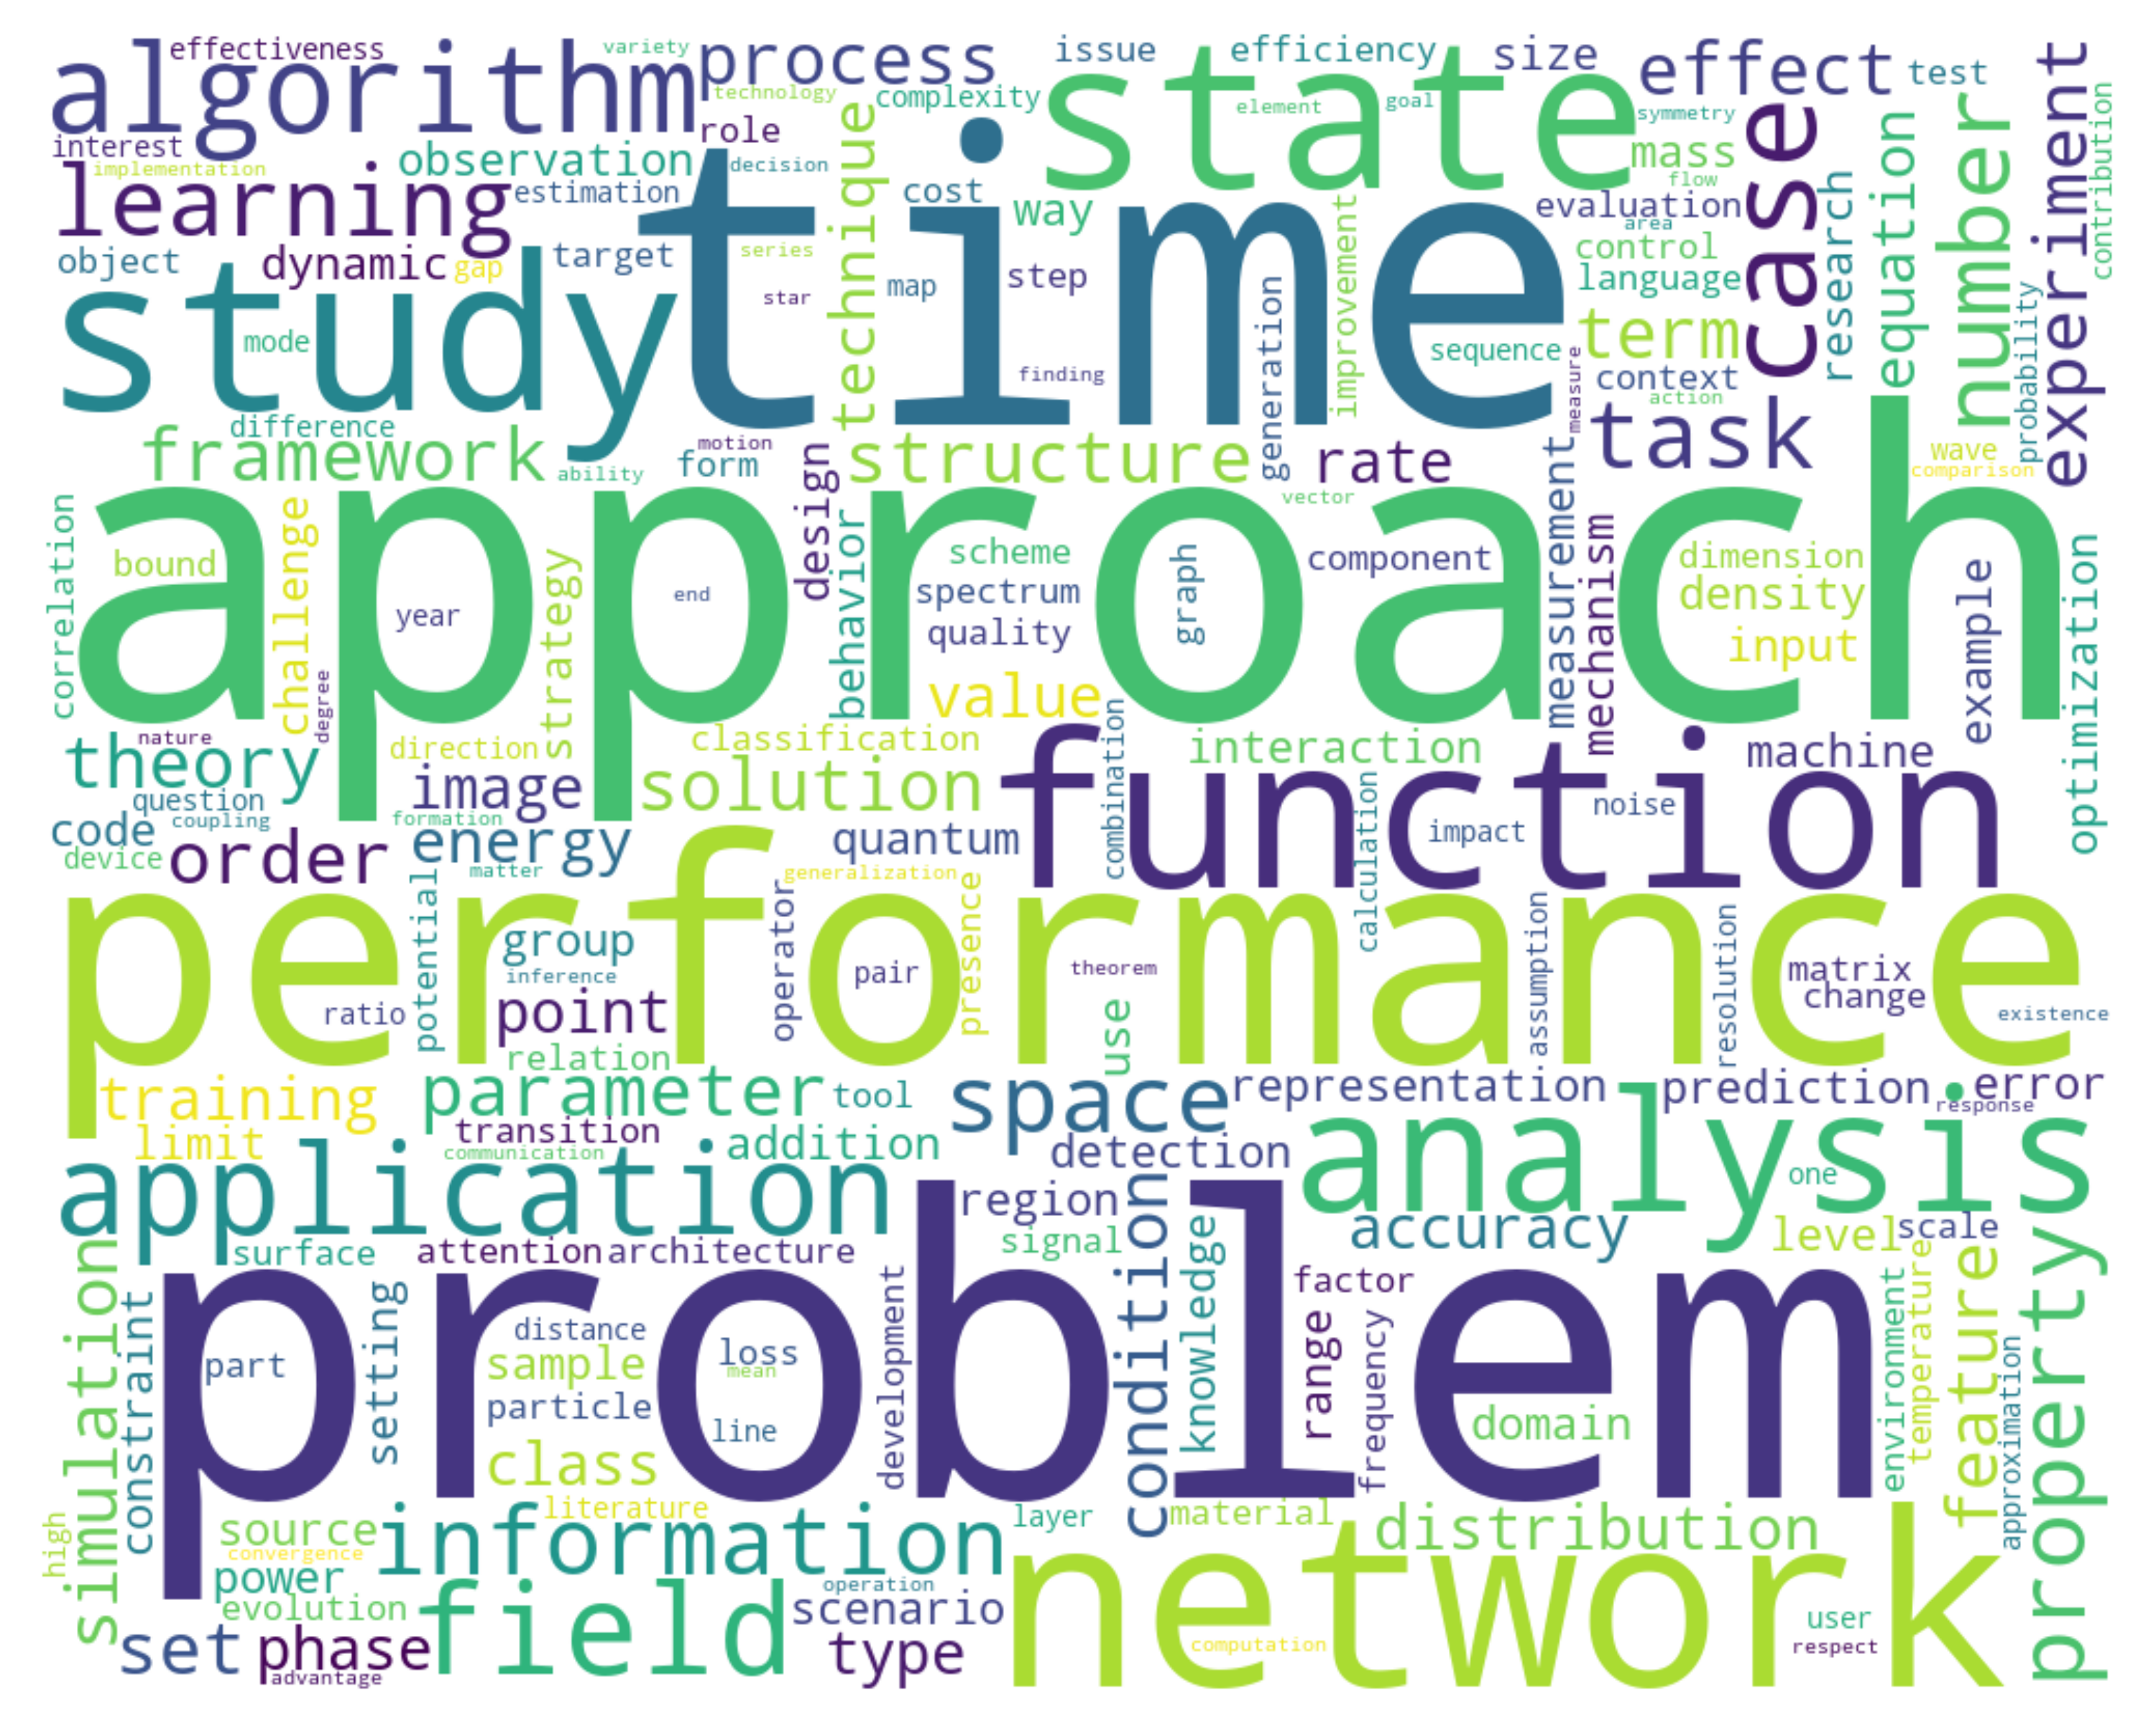 effectiveness
variety
algorithm
process
issue
efficiency
size
effect
test
technology
complexity
state
element
goal
symmetry
interest
role
implementation
observation
decision
technique
mass
flow
case
number
experiment
contribution
learning
estimation
time
cost
way
improvement
evaluation
area
research
equation
object
dynamic
gap
target
series
control
language
study
star
map
step
generation
probability
mode
finding
sequence
term
measure
context
action
difference
framework
motion
ability
form
design
structure
rate
vector
measurement
task
wave
comparison
correlation
approach
bound
challenge
year
strategy
end
behavior
scheme
spectrum
quality
graph
component
mechanism
dimension
density
input
example
optimization
degree
value
nature
theory
direction
classification
combination
interaction
machine
image
solution
function
question
coupling
formation
calculation
noise
code
device
order
energy
matter
quantum
generalization
impact
performance
potential
group
inference
operator
presence
pair
theorem
assumption
resolution
matrix
change
existence
ratio
point
relation
use
training
parameter
tool
space
representation
prediction
error
response
limit
transition
communication
addition
detection
analysis
one
application
region
surface
attention
architecture
signal
condition
knowledge
accuracy
level
scale
simulation
constraint
problem
part
setting
distance
sample
particle
loss
mean
line
class
development
factor
range
frequency
domain
environment
temperature
feature
approximation
property
high
source
convergence
literature
information
layer
material
distribution
power
evolution
field
operation
scenario
network
user
respect
computation
set
phase
advantage
type